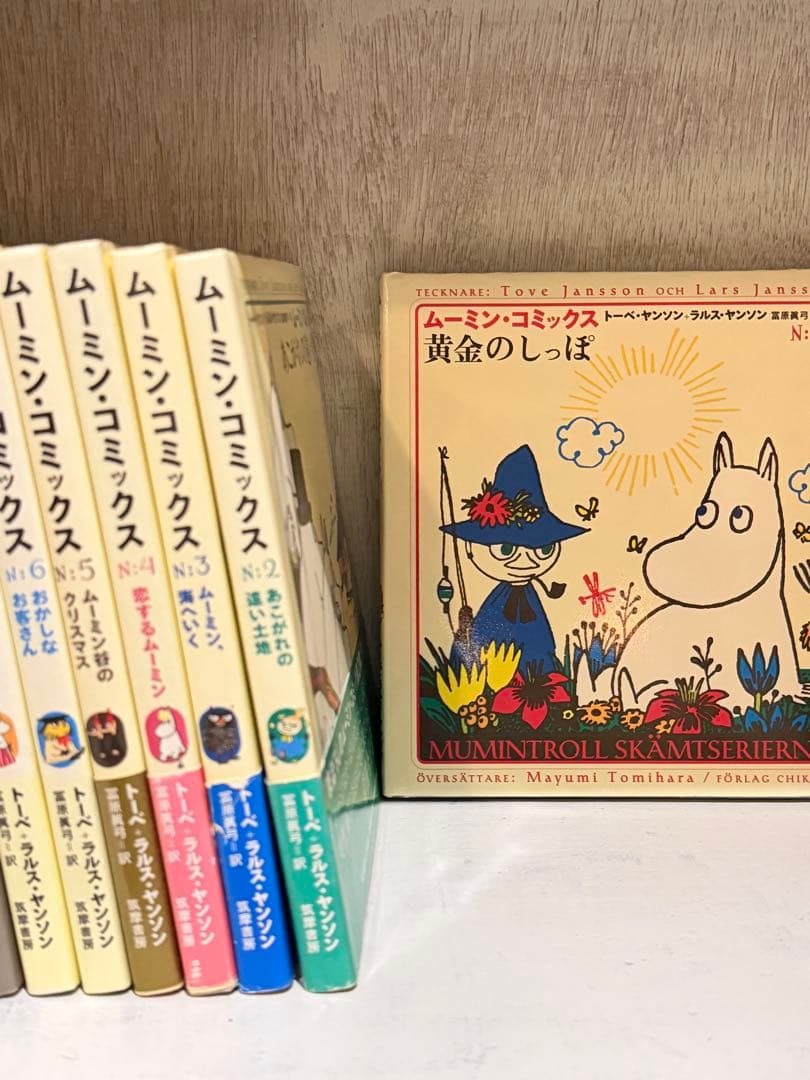 コミックス
ムーミン・コミックス
N:6
おかしな
お客さん
冨原眞弓=訳
トーベ+ラルス・ヤンソン
筑摩書房
ムーミン・コミックス
N:5
ムーミン谷の
クリスマス
冨原眞弓=訳
トーベ+ラルス・ヤンソン
筑摩書房
ムーミン・コミックス
N:4
恋するムーミン
冨原眞弓=訳
トーベ+ラルス・ヤンソン
筑摩書房
ムーミン・コミックス
N:3
ムーミン、
海へいく
冨原眞弓=訳
トーベ+ラルス・ヤンソン
筑摩書房
ムーミン・コミックス
N:2
あこがれの
遠い土地
冨原眞弓=訳
トーベ+ラルス・ヤンソン
筑摩書房
TECKNARE: Tove Jansson OCH Lars Janss
ムーミン・コミックス トーベ・ヤンソン+ラルス・ヤンソン 冨原眞弓
N:
黄金のしっぽ
MUMINTROLL SKÄMTSERIERN
ÖVERSÄTTARE: Mayumi Tomihara / FÖRLAG CHIK